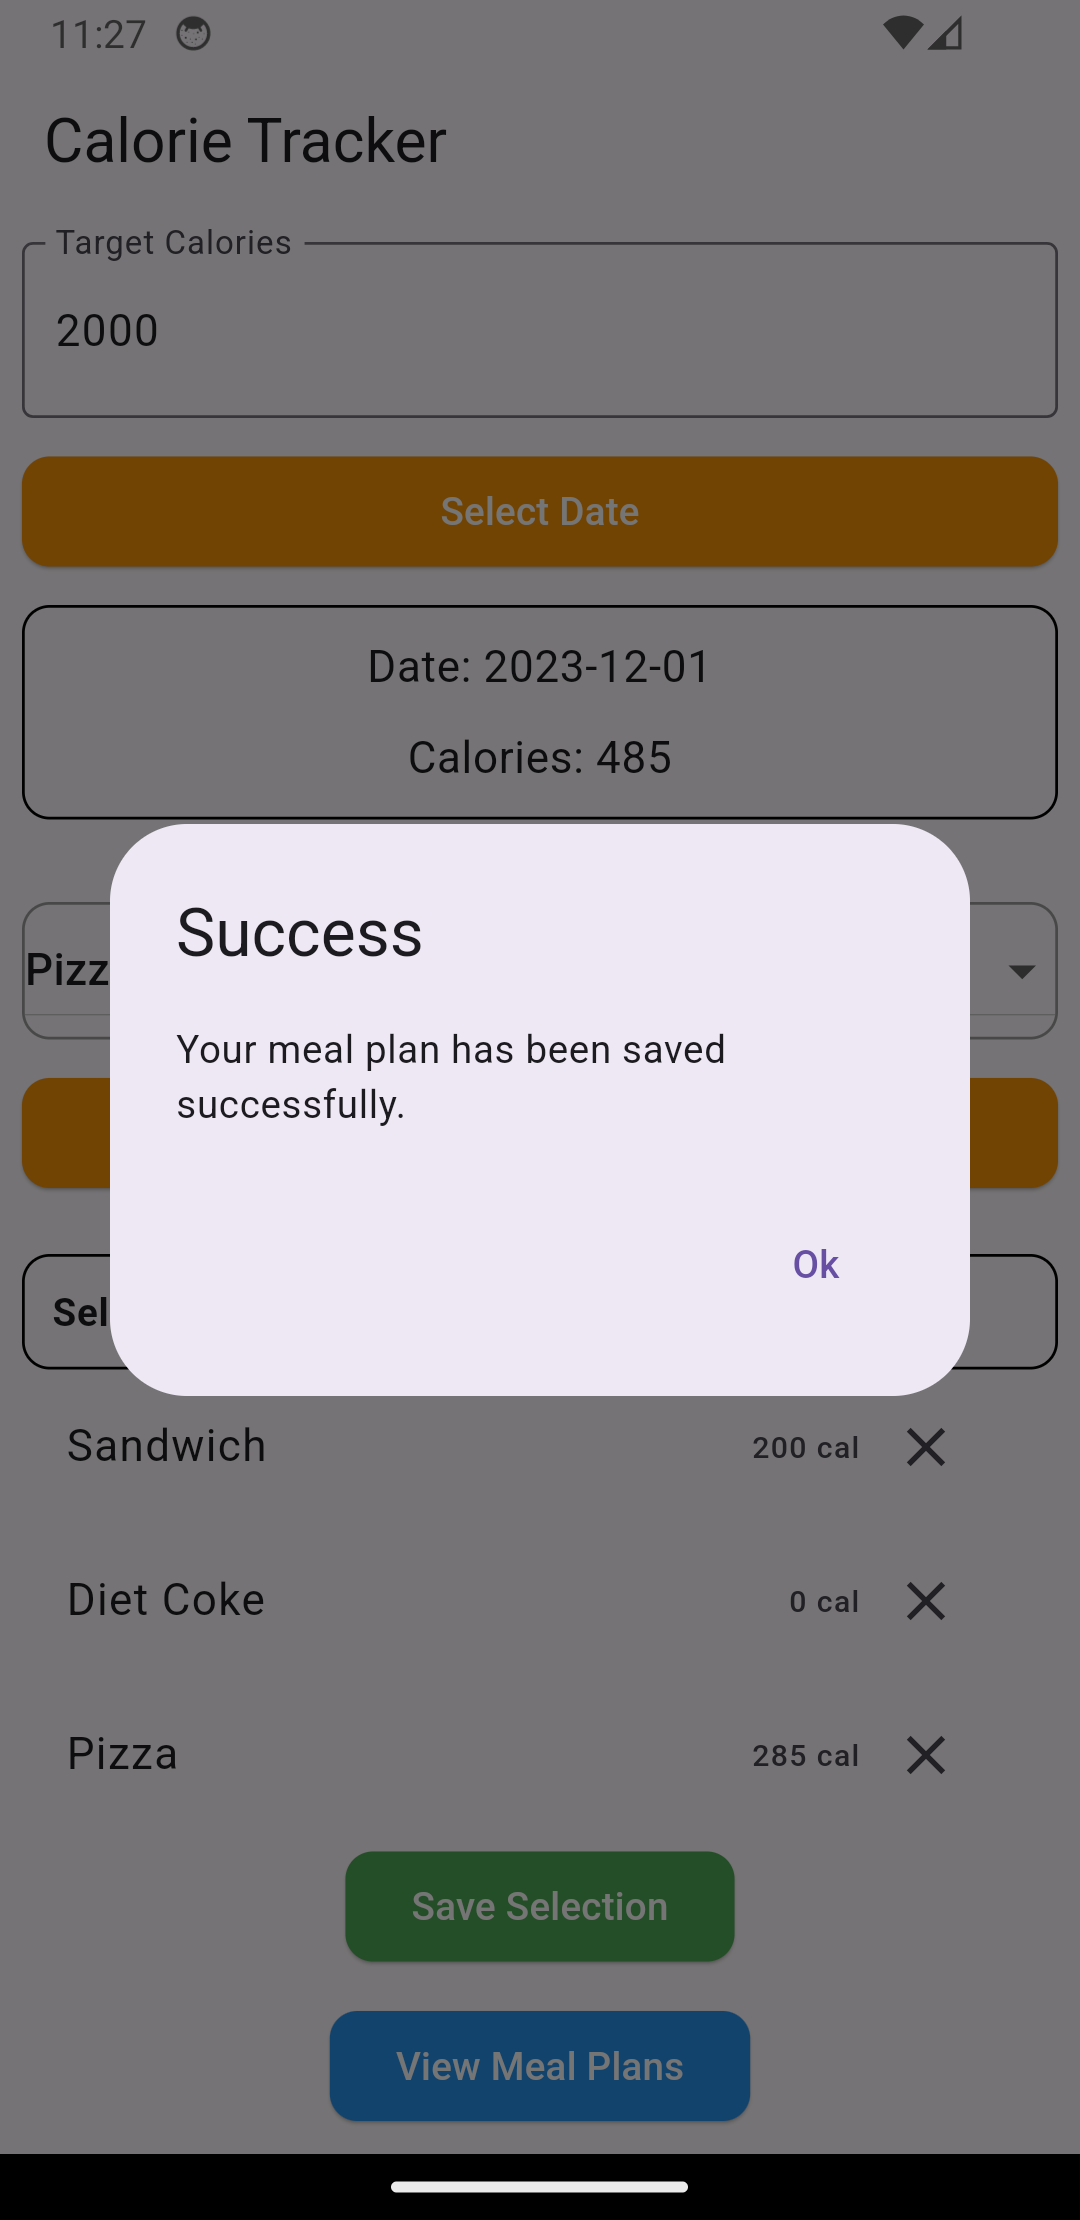 11:27
Calorie Tracker
Target Calories
2000
Select Date
Date: 2023-12-01
Calories: 485
Pizz
Success
Your meal plan has been saved
successfully.
Ok
Sel
Sandwich 200 cal
Diet Coke 0 cal
Pizza 285 cal
Save Selection
View Meal Plans